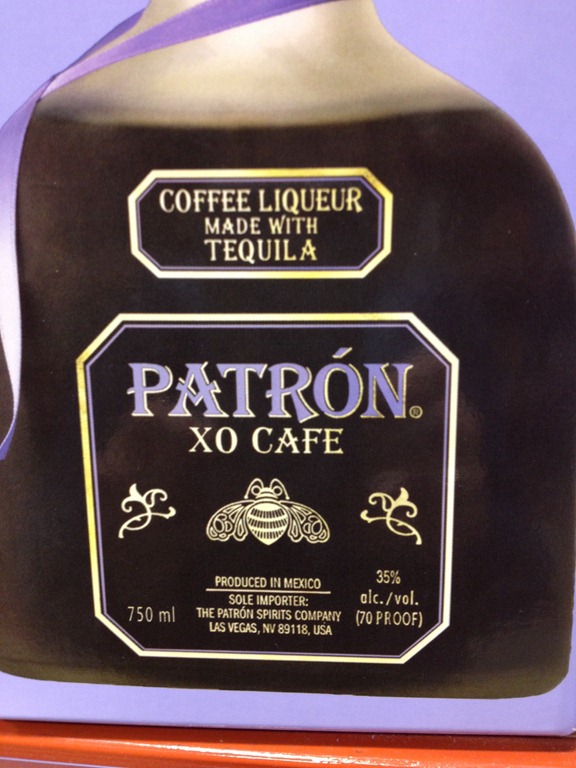 COFFEE LIQUEUR
MADE WITH
TEQUILA
PATRÓN®
XO CAFE
750 ml
PRODUCED IN MEXICO
SOLE IMPORTER:
THE PATRÓN SPIRITS COMPANY
LAS VEGAS, NV 89118, USA
35%
alc./vol.
(70 PROOF)